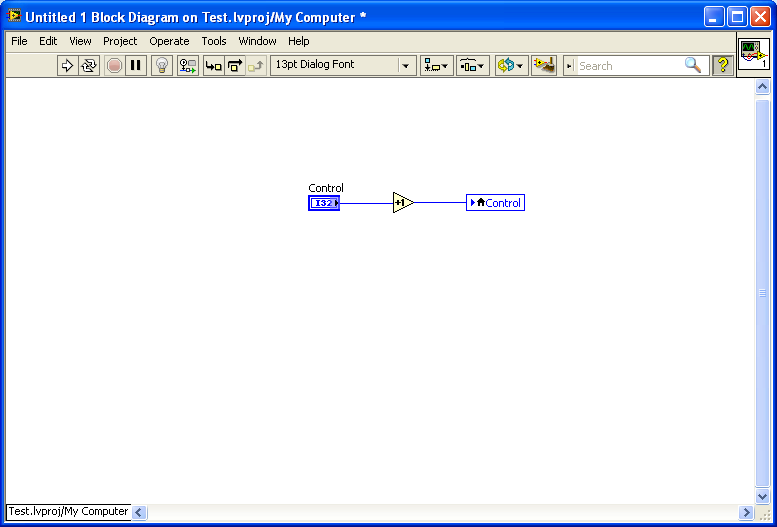 Untitled 1 Block Diagram on Test.lvproj/My Computer *
File Edit View Project Operate Tools Window Help
13pt Dialog Font
Search
?
1
Control
I32
+1
Control
Test.lvproj/My Computer